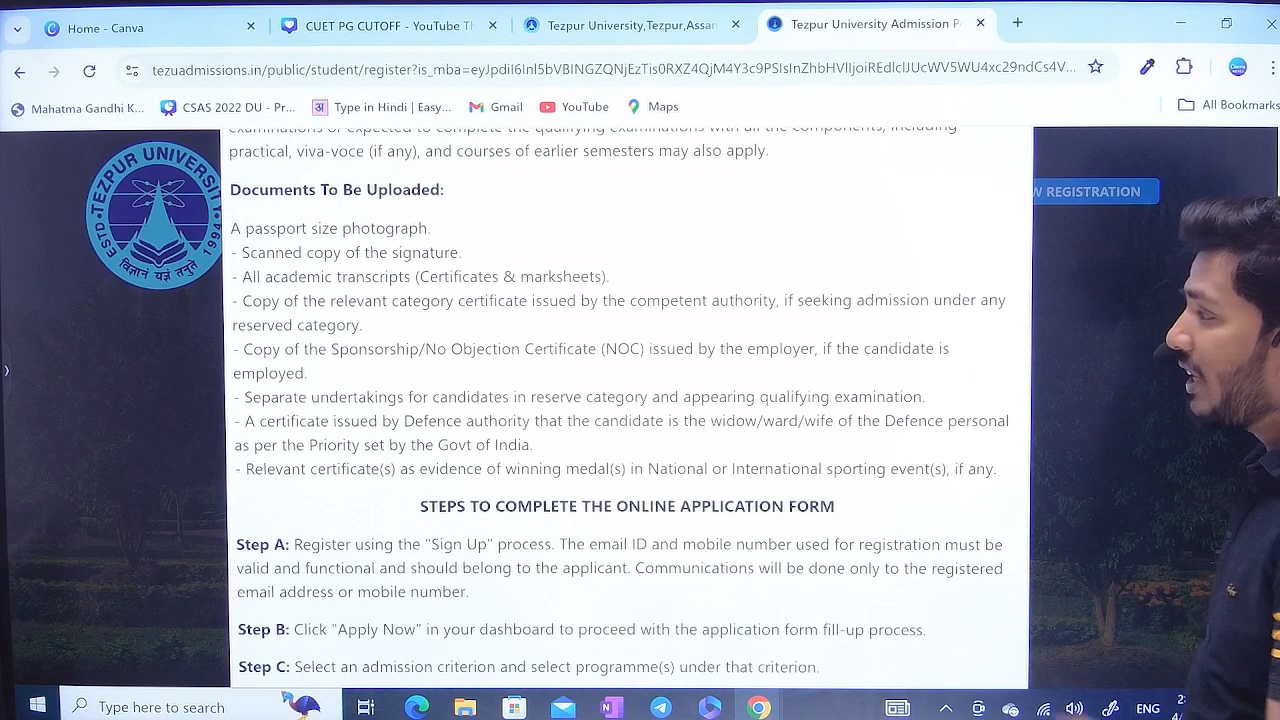 Home - Canva
CUET PG CUTOFF - YouTube Th
Tezpur University,Tezpur,Assan
Tezpur University Admission P
Mahatma Gandhi K...
CSAS 2022 DU - Pr...
Type in Hindi | Easy...
Gmail
YouTube
Maps
All Bookmarks
practical, viva-voce (if any), and courses of earlier semesters may also apply.
TEZPUR UNIVERSITY
ESTD
1994
विज्ञानं यज्ञं तनुते
W REGISTRATION
Documents To Be Uploaded:
A passport size photograph.
- Scanned copy of the signature.
- All academic transcripts (Certificates & marksheets).
- Copy of the relevant category certificate issued by the competent authority, if seeking admission under any
reserved category.
- Copy of the Sponsorship/No Objection Certificate (NOC) issued by the employer, if the candidate is
employed.
- Separate undertakings for candidates in reserve category and appearing qualifying examination.
- A certificate issued by Defence authority that the candidate is the widow/ward/wife of the Defence personal
as per the Priority set by the Govt of India.
- Relevant certificate(s) as evidence of winning medal(s) in National or International sporting event(s), if any.
STEPS TO COMPLETE THE ONLINE APPLICATION FORM
Step A: Register using the "Sign Up" process. The email ID and mobile number used for registration must be
valid and functional and should belong to the applicant. Communications will be done only to the registered
email address or mobile number.
Step B: Click "Apply Now" in your dashboard to proceed with the application form fill-up process.
Step C: Select an admission criterion and select programme(s) under that criterion.
Type here to search
ENG